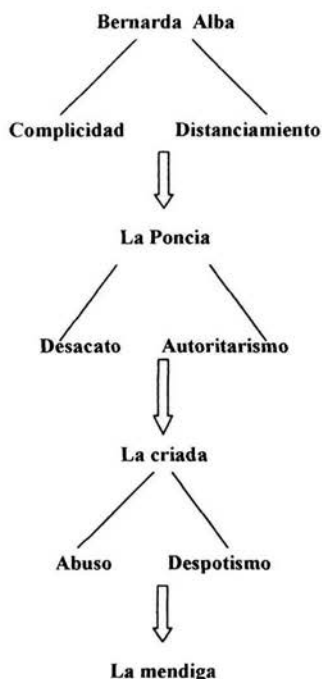 Bernarda Alba
Complicidad Distanciamiento
La Poncia
Desacato Autoritarismo
La criada
Abuso Despotismo
La mendiga